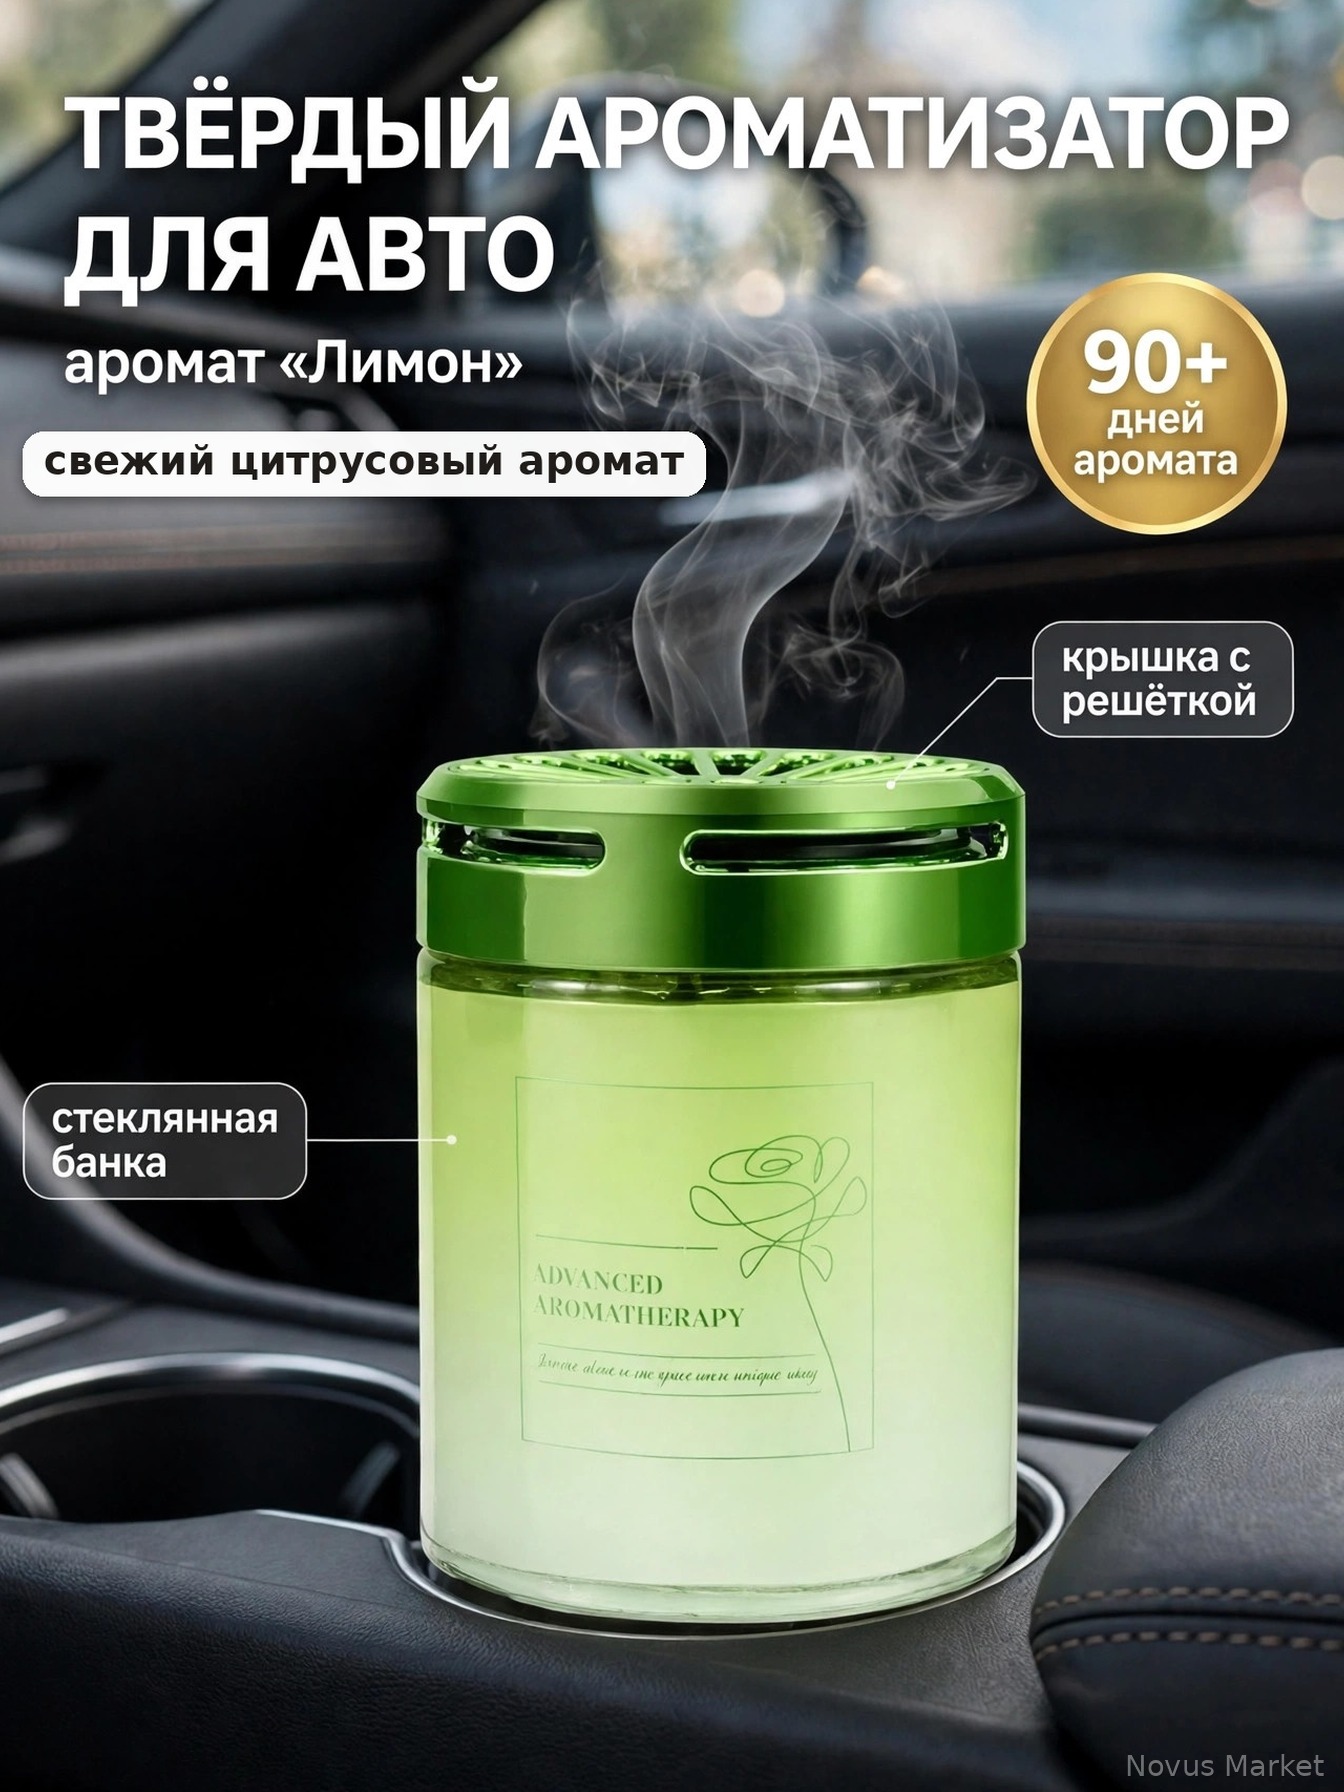 ТВЁРДЫЙ АРОМАТИЗАТОР
ДЛЯ АВТО
аромат «Лимон»
свежий цитрусовый аромат
90+
дней
аромата
крышка с
решёткой
стеклянная
банка
ADVANCED
AROMATHERAPY
Novus Market